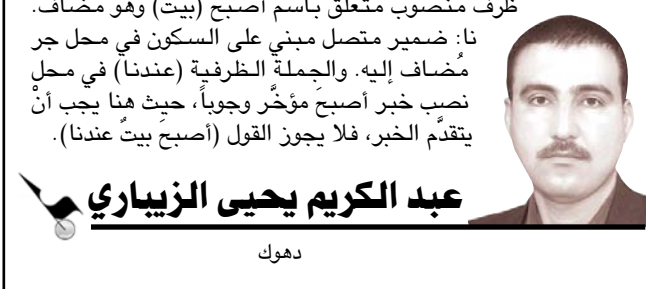 ظرف منصوب متعلق باسم أصبح (بيت) وهو مضاف.
نا: ضمير متصل مبني على السكون في محل جر
مُضاف إليه. والجملة الظرفية (عندنا) في محل
نصب خبر أصبحَ مؤخَّر وجوباً، حيث هنا يجب أنْ
يتقدَّم الخبر، فلا يجوز القول (أصبحَ بيتٌ عندنا).
عبد الكريم يحيى الزيباري
دهوك